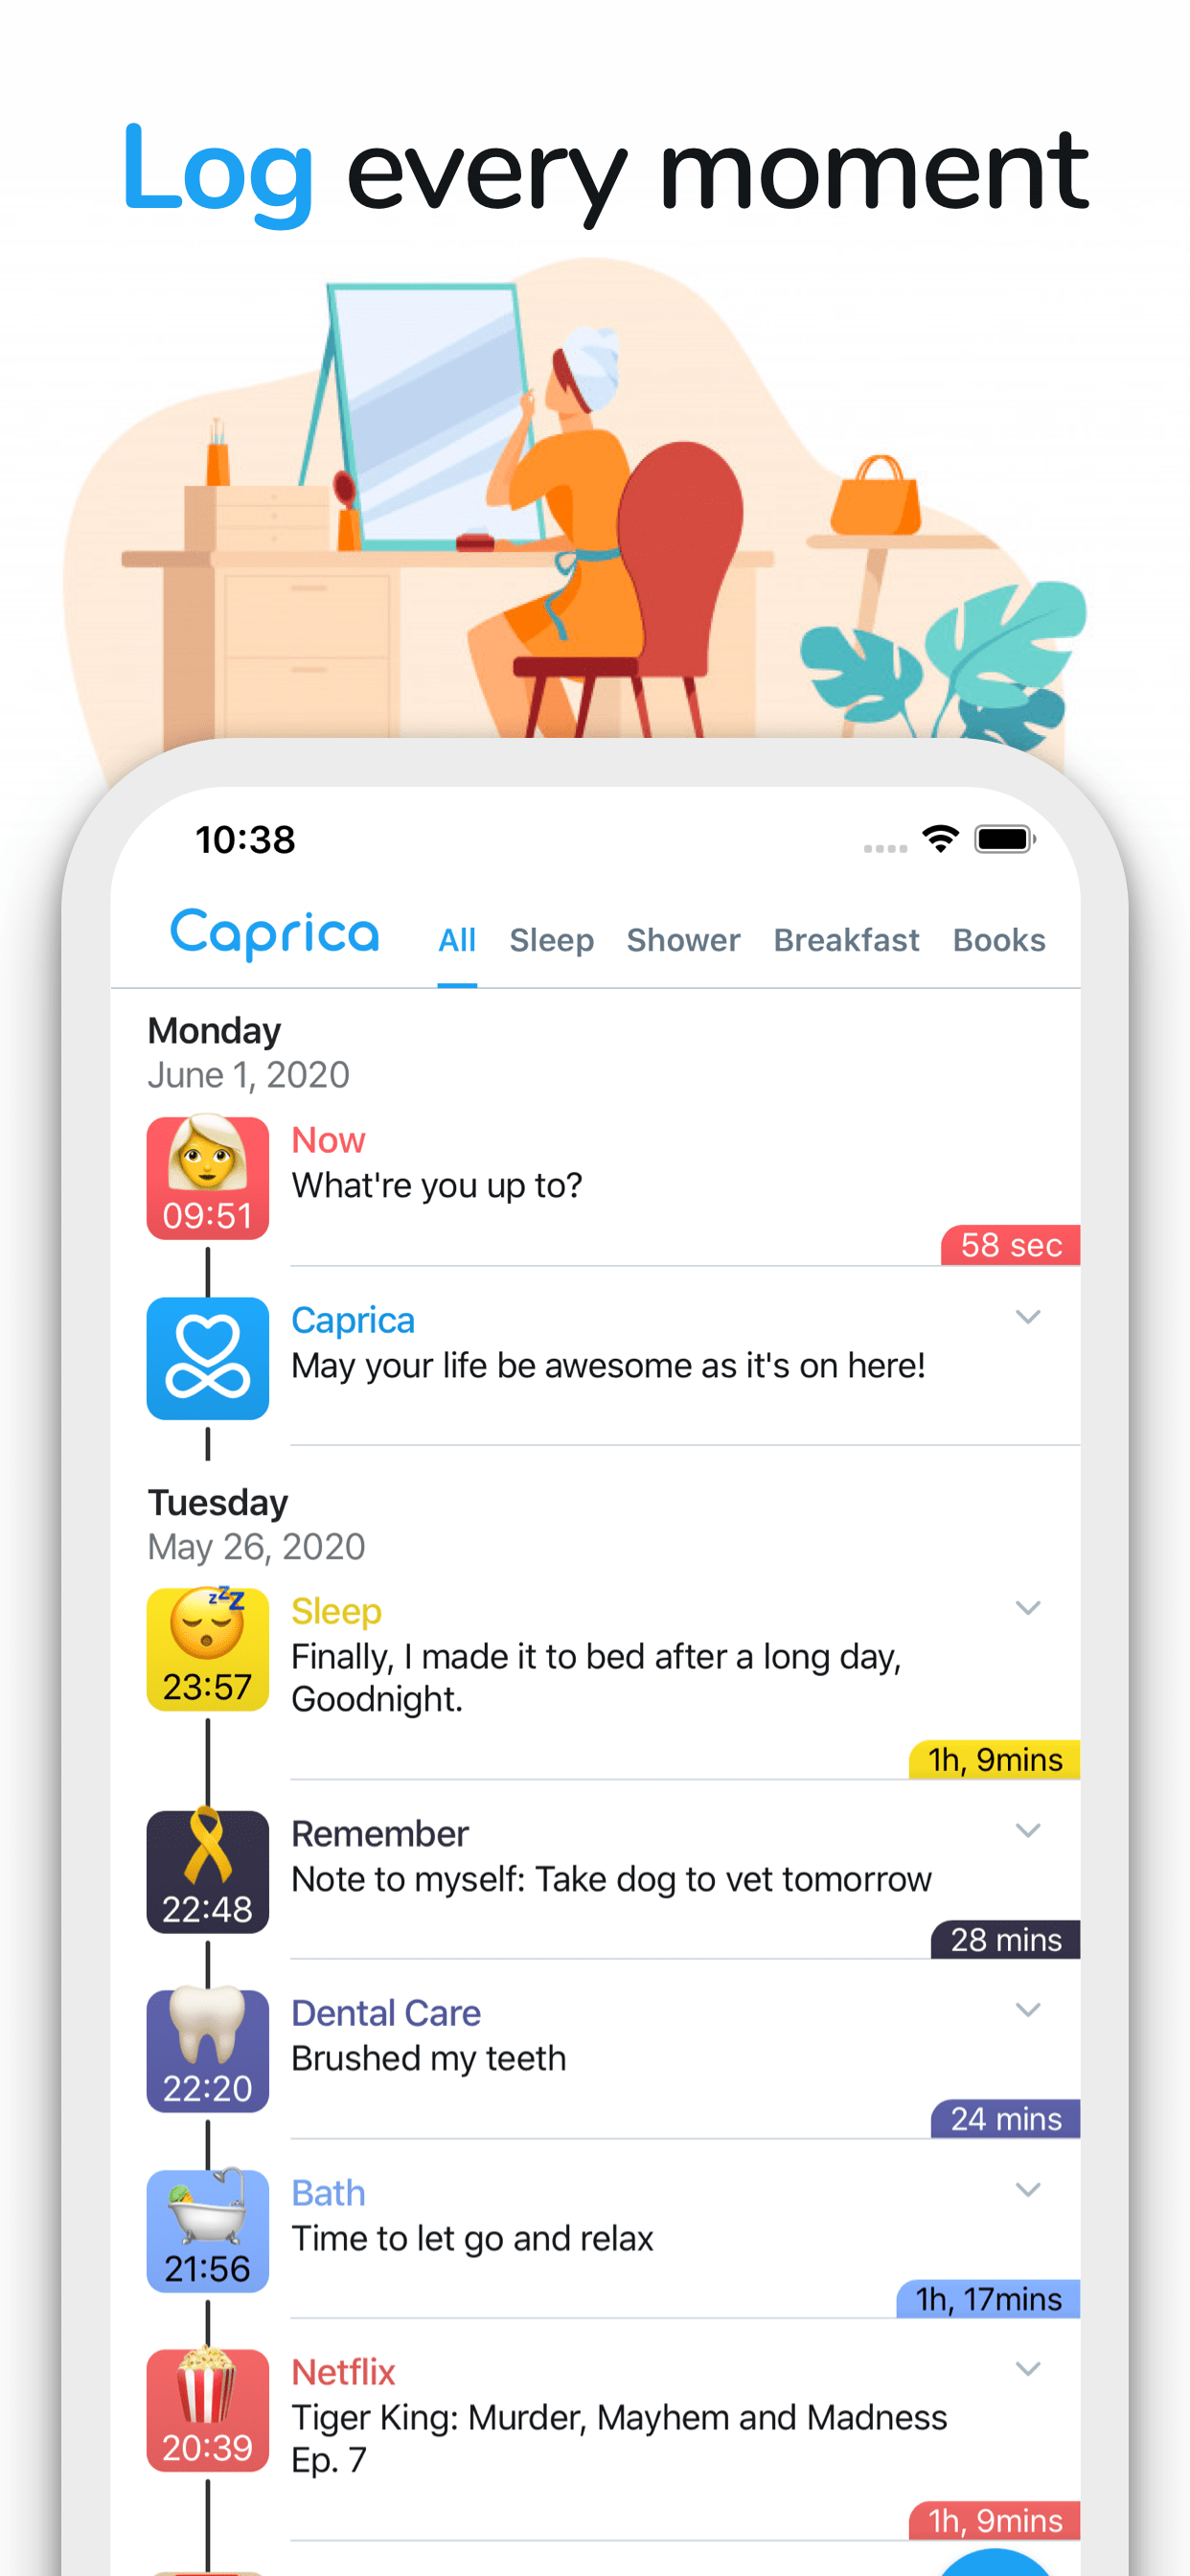 Log every moment
10:38
Caprica All Sleep Shower Breakfast Books
Monday
June 1, 2020
Now
What're you up to?
09:51
58 sec
Caprica
May your life be awesome as it's on here!
Tuesday
May 26, 2020
zzZ
Sleep
Finally, I made it to bed after a long day,
Goodnight.
23:57
1h, 9mins
Remember
Note to myself: Take dog to vet tomorrow
22:48
28 mins
Dental Care
Brushed my teeth
22:20
24 mins
Bath
Time to let go and relax
21:56
1h, 17mins
Netflix
Tiger King: Murder, Mayhem and Madness
Ep. 7
20:39
1h, 9mins